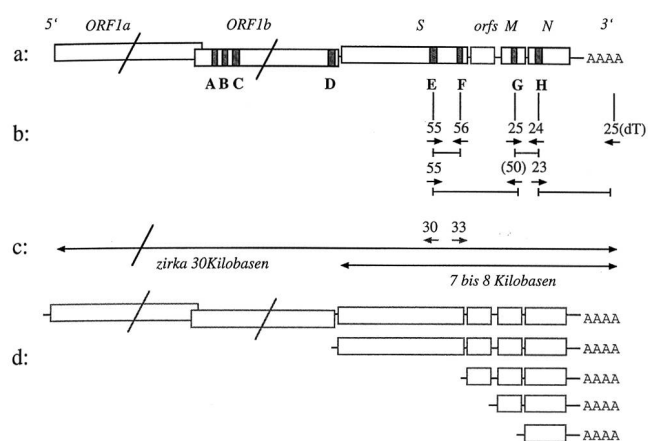 5' ORF1a ORF1b S orfs M N 3'
a: AAAA
A B C D E F G H
b: 55 56 25 24 25(dT)
55 (50) 23
30 33
c:
zirka 30Kilobasen
7 bis 8 Kilobasen
AAAA
AAAA
d:
AAAA
AAAA
AAAA